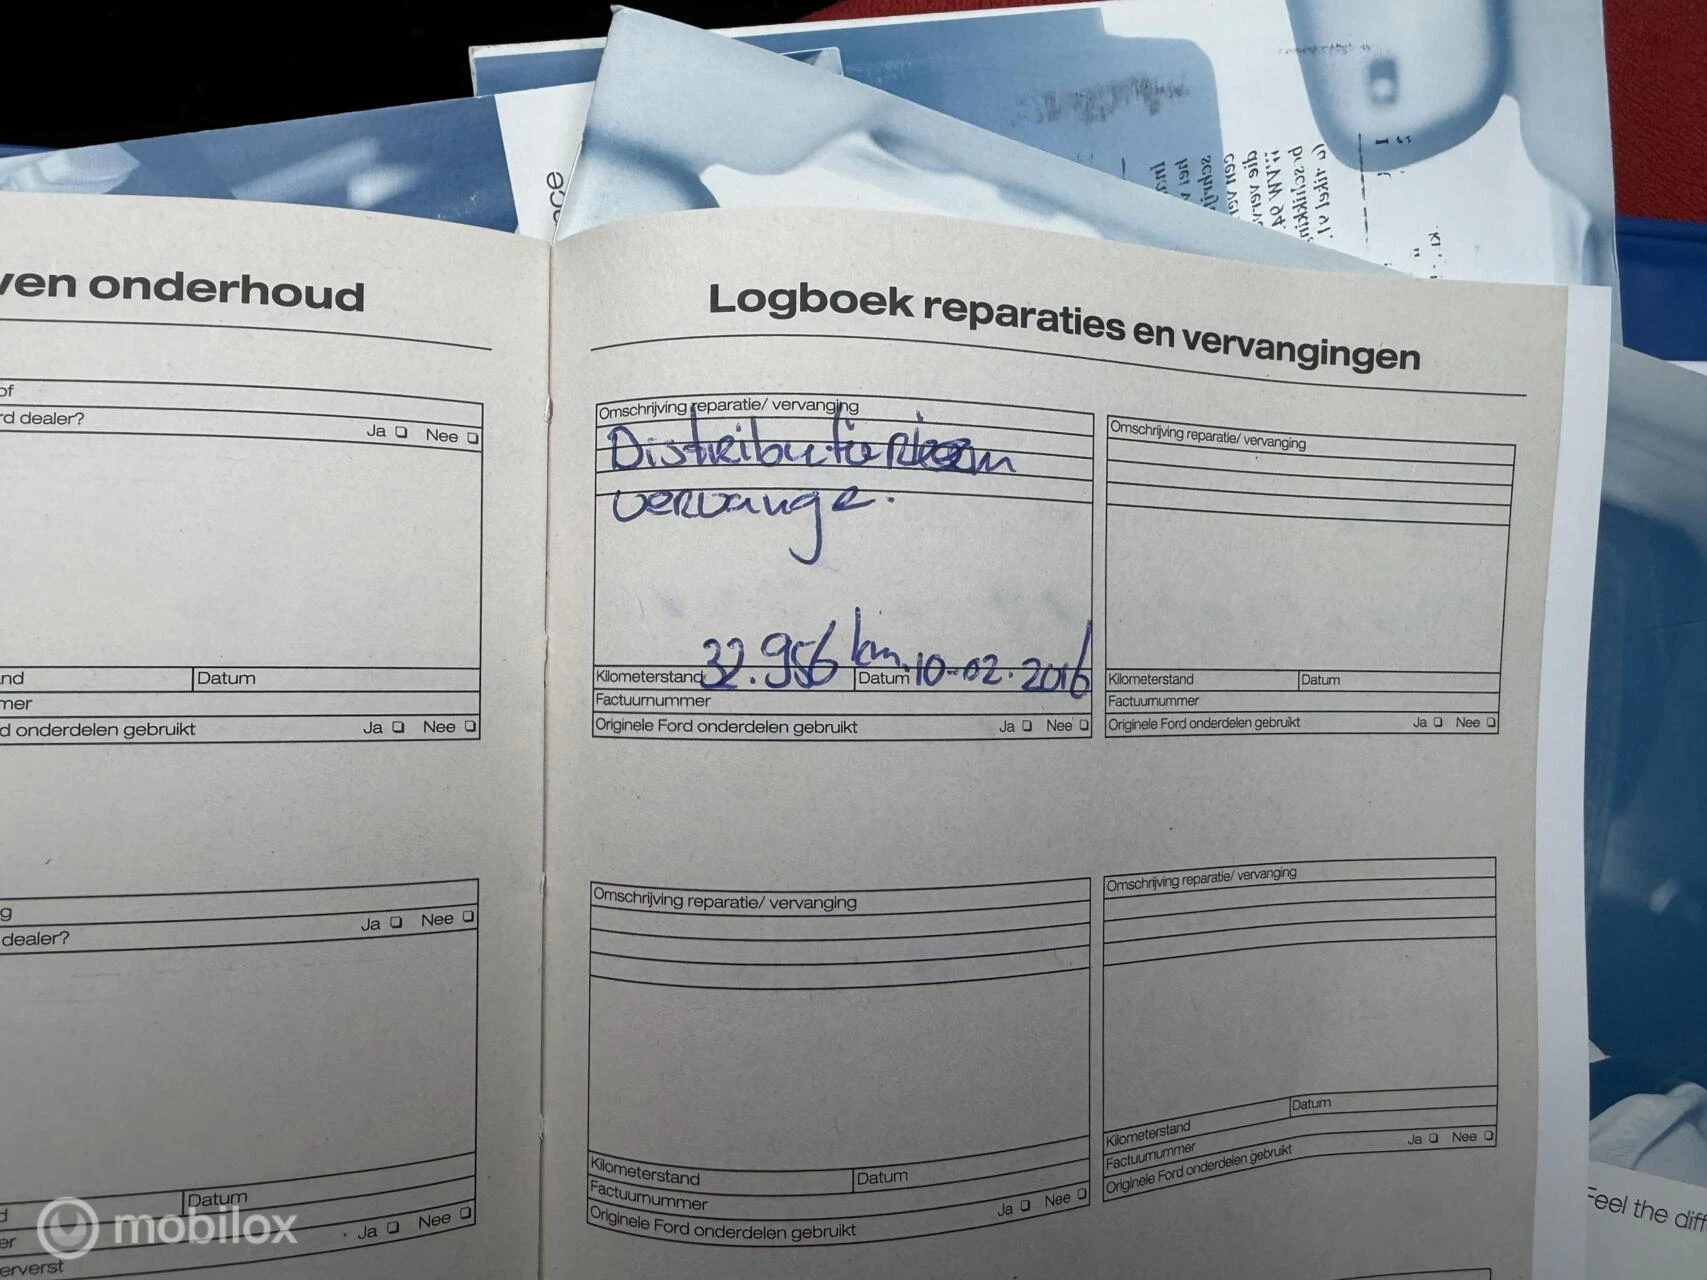 ven onderhoud
of
rd dealer?
Ja Nee
nd Datum
mer
d onderdelen gebruikt Ja Nee
g
Ja Nee
dealer?
d Datum
er Ja Nee
erverst
Logboek reparaties en vervangingen
Omschrijving reparatie/ vervanging
Distributieriem
vervange.
Kilometerstand 32.956 km. Datum 10-02-2016
Factuurnummer
Originele Ford onderdelen gebruikt Ja Nee
Omschrijving reparatie/ vervanging
Kilometerstand Datum
Factuurnummer
Originele Ford onderdelen gebruikt Ja Nee
Omschrijving reparatie/ vervanging
Kilometerstand Datum
Factuurnummer
Originele Ford onderdelen gebruikt Ja Nee
Omschrijving reparatie/ vervanging
Kilometerstand Datum
Factuurnummer
Originele Ford onderdelen gebruikt Ja Nee
Feel the diff
mobilox